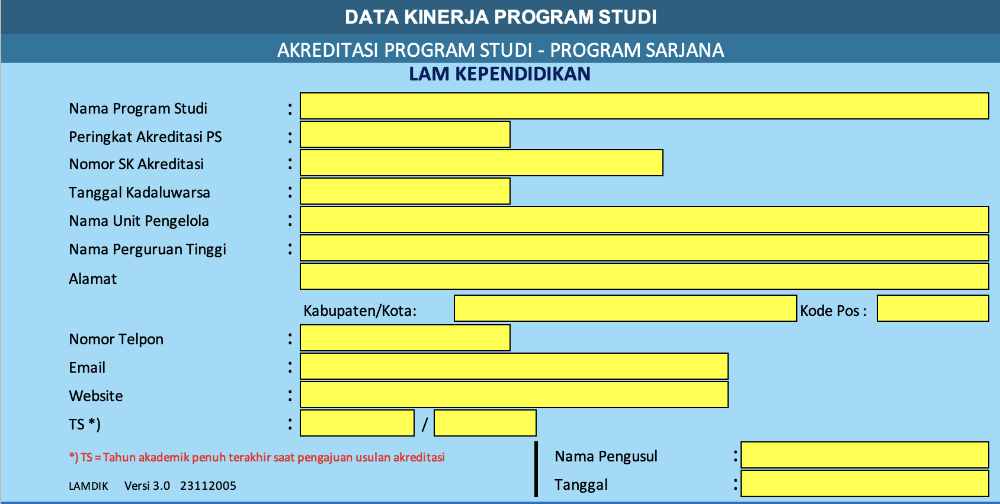 DATA KINERJA PROGRAM STUDI
AKREDITASI PROGRAM STUDI - PROGRAM SARJANA
LAM KEPENDIDIKAN
Nama Program Studi :
Peringkat Akreditasi PS :
Nomor SK Akreditasi :
Tanggal Kadaluwarsa :
Nama Unit Pengelola :
Nama Perguruan Tinggi :
Alamat
Kabupaten/Kota: Kode Pos :
Nomor Telpon :
Email :
Website :
TS *) : /
*) TS = Tahun akademik penuh terakhir saat pengajuan usulan akreditasi
Nama Pengusul :
LAMDIK Versi 3.0 23112005
Tanggal :